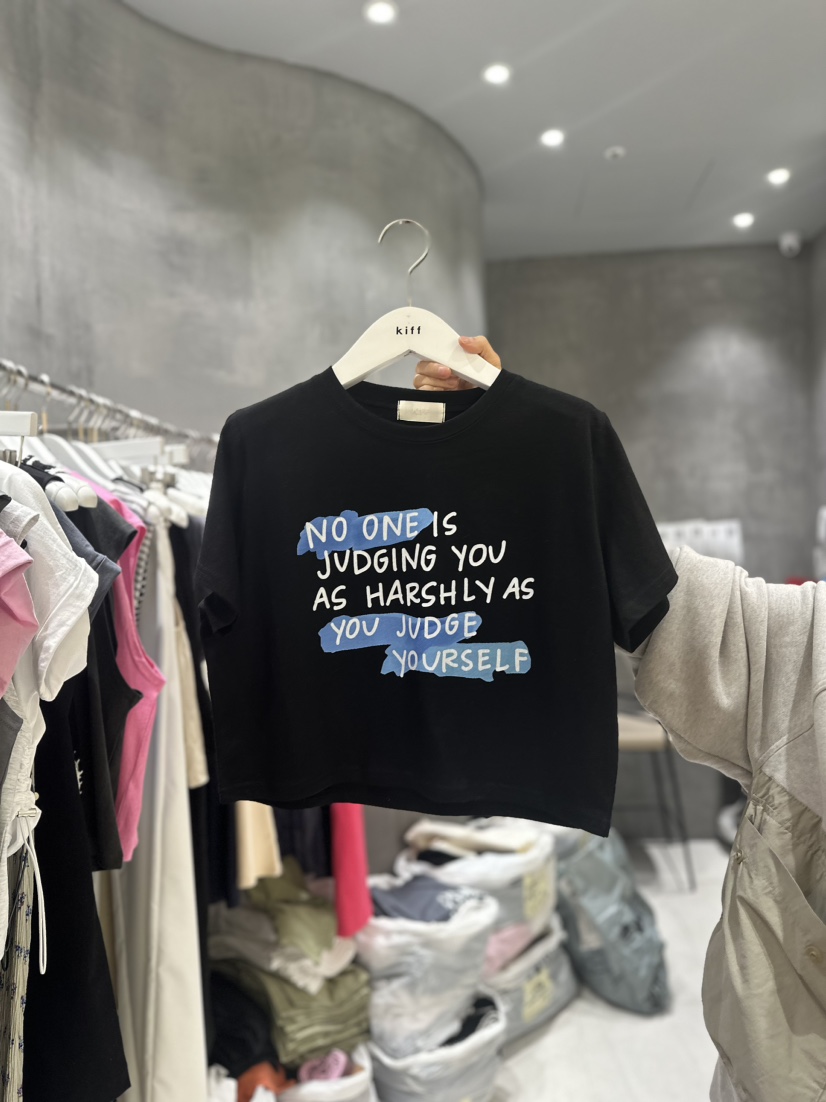 kiff
NO ONE IS
JUDGING YOU
AS HARSHLY AS
YOU JUDGE
YOURSELF